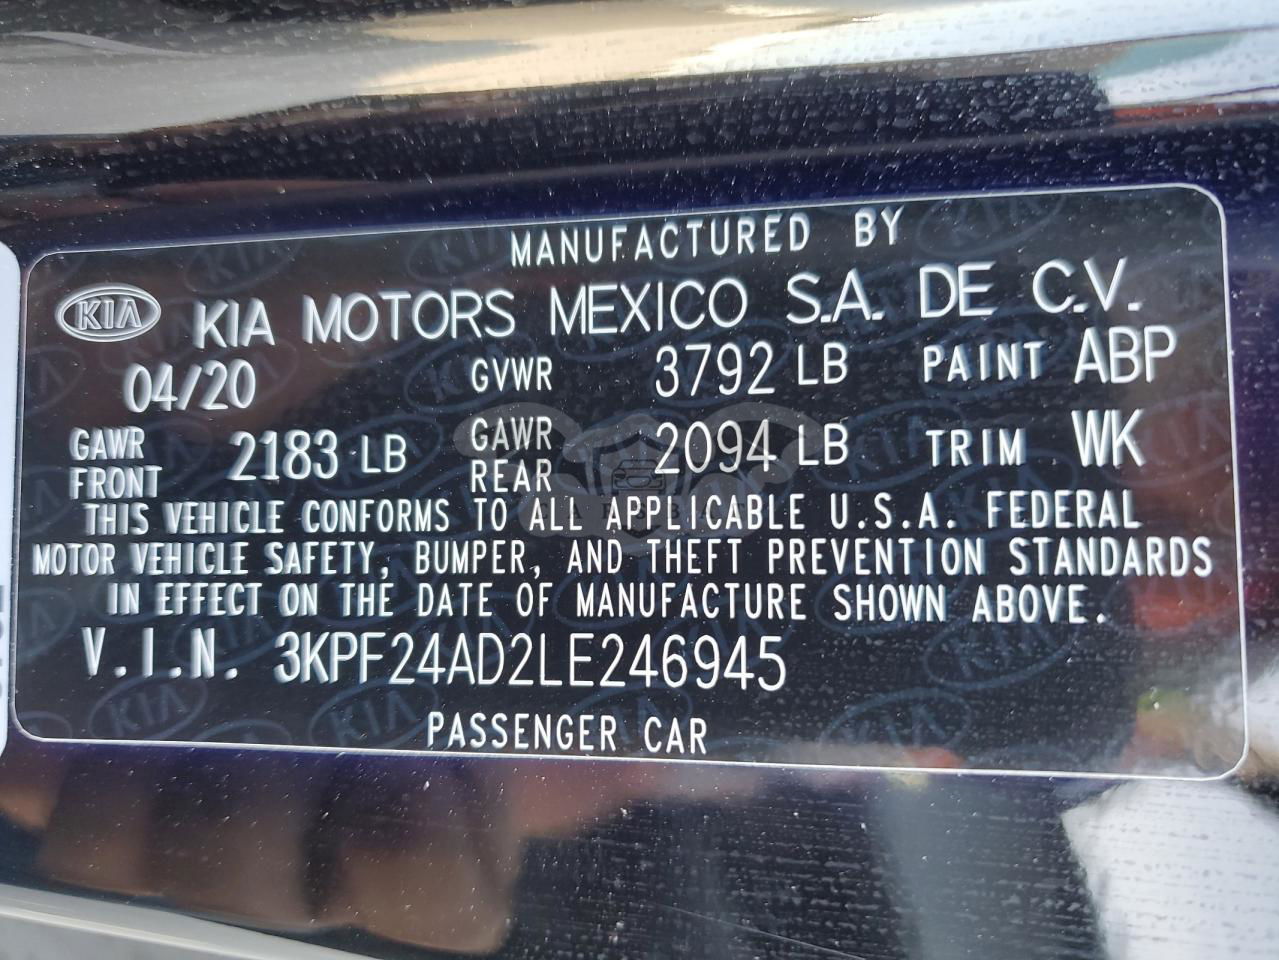 MANUFACTURED BY
KIA KIA MOTORS MEXICO S.A. DE C.V.
04/20 GVWR 3792 LB PAINT ABP
GAWR FRONT 2183 LB GAWR REAR 2094 LB TRIM WK
THIS VEHICLE CONFORMS TO ALL APPLICABLE U.S.A. FEDERAL
MOTOR VEHICLE SAFETY, BUMPER, AND THEFT PREVENTION STANDARDS
IN EFFECT ON THE DATE OF MANUFACTURE SHOWN ABOVE.
V.I.N. 3KPF24AD2LE246945
PASSENGER CAR